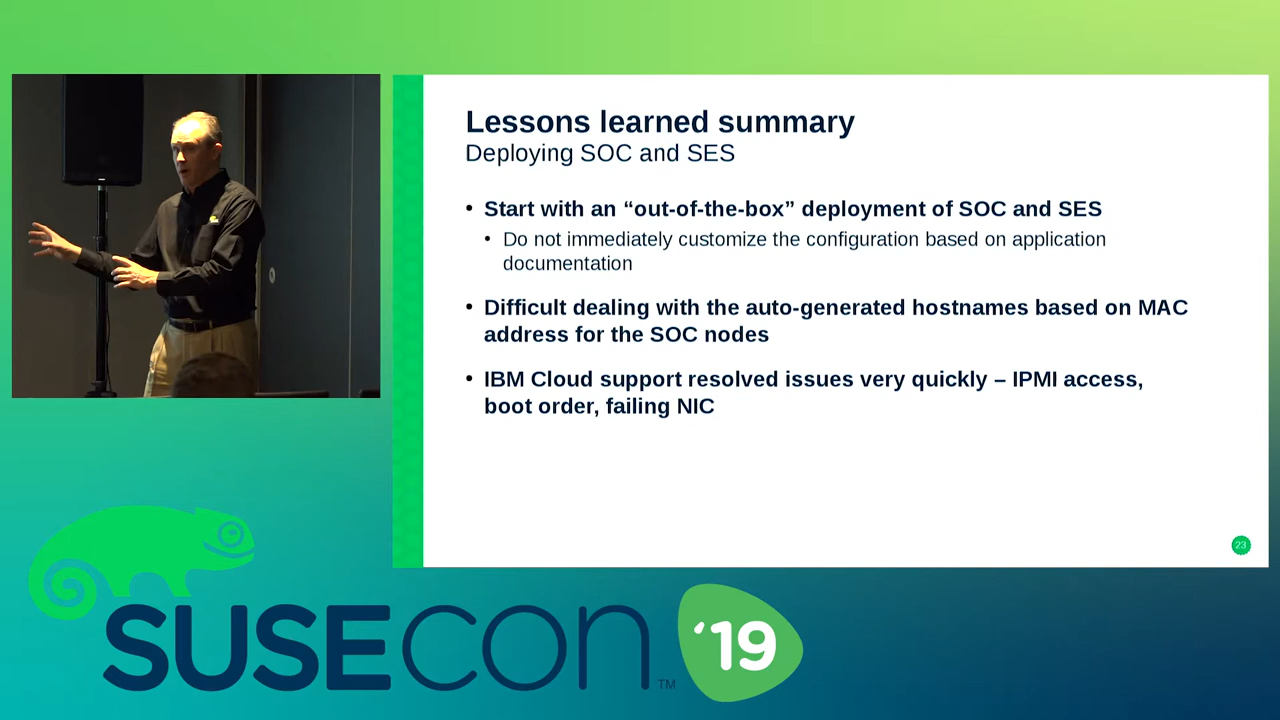 Lessons learned summary
Deploying SOC and SES
• Start with an “out-of-the-box” deployment of SOC and SES
• Do not immediately customize the configuration based on application
documentation
• Difficult dealing with the auto-generated hostnames based on MAC
address for the SOC nodes
• IBM Cloud support resolved issues very quickly – IPMI access,
boot order, failing NIC
23
SUSECON ’19
TM